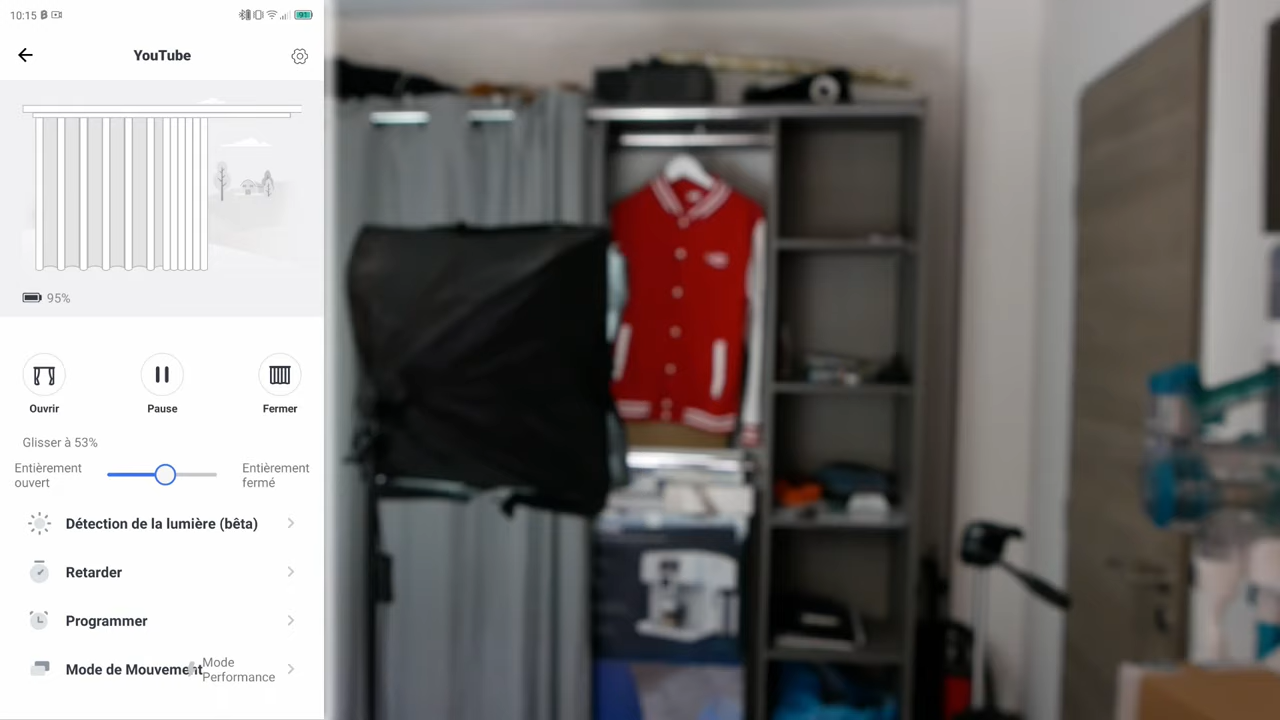 10:15
91
YouTube
95%
Ouvrir
Pause
Fermer
Glisser à 53%
Entièrement
ouvert
Entièrement
fermé
Détection de la lumière (bêta)
Retarder
Programmer
Mode de Mouvement
Mode
Performance